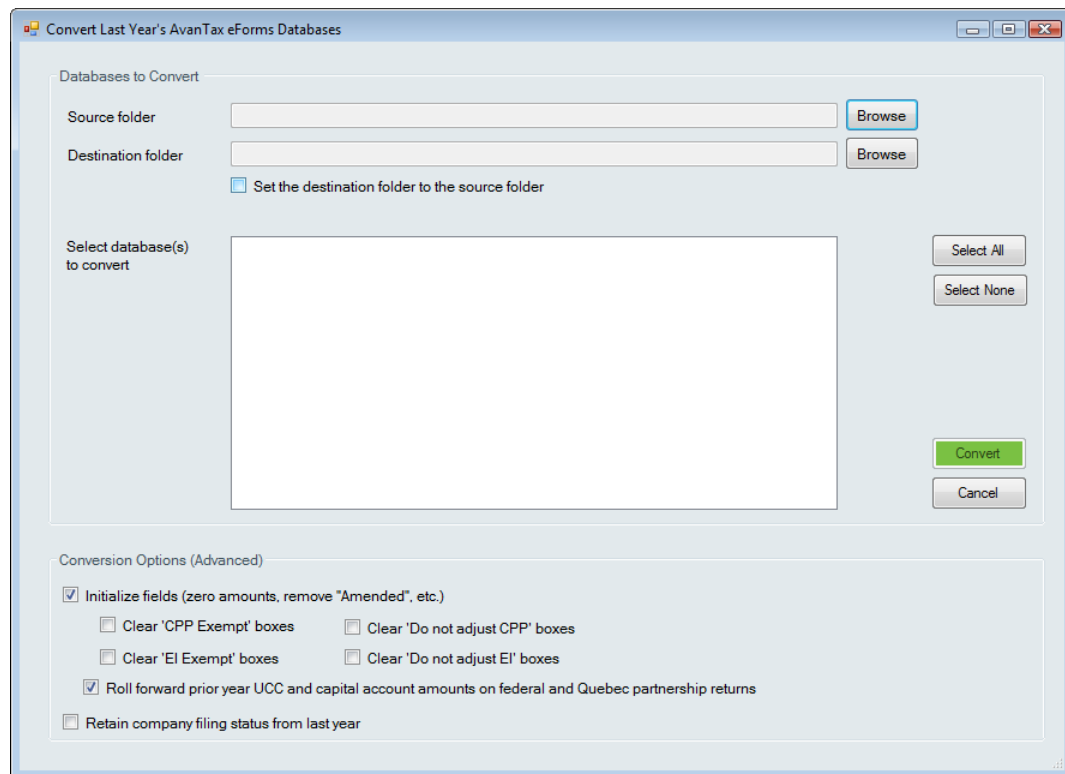 Convert Last Year's AvanTax eForms Databases
Databases to Convert
Source folder
Browse
Destination folder
Browse
Set the destination folder to the source folder
Select database(s)
to convert
Select All
Select None
Convert
Cancel
Conversion Options (Advanced)
Initialize fields (zero amounts, remove "Amended", etc.)
Clear 'CPP Exempt' boxes
Clear 'Do not adjust CPP' boxes
Clear 'EI Exempt' boxes
Clear 'Do not adjust EI' boxes
Roll forward prior year UCC and capital account amounts on federal and Quebec partnership returns
Retain company filing status from last year